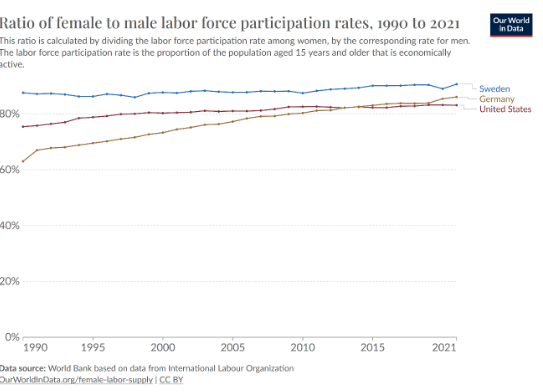 Ratio of female to male labor force participation rates, 1990 to 2021
Our World
in Data
This ratio is calculated by dividing the labor force participation rate among women, by the corresponding rate for men.
The labor force participation rate is the proportion of the population aged 15 years and older that is economically
active.
Sweden
Germany
United States
80%
60%
40%
20%
0%
1990 1995 2000 2005 2010 2015 2021
Data source: World Bank based on data from International Labour Organization
OurWorldInData.org/female-labor-supply | CC BY